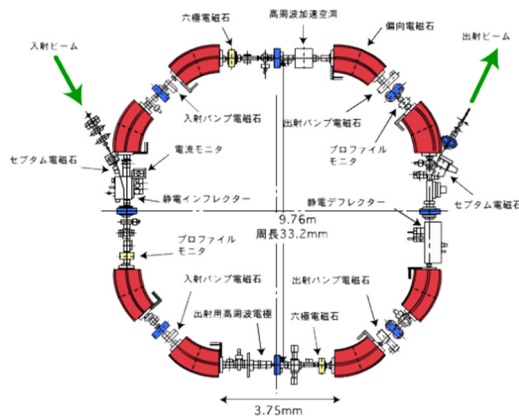 六極電磁石
高周波加速空洞
偏向電磁石
入射ビーム
出射ビーム
入射バンプ電磁石
出射バンプ電磁石
プロファイル
モニタ
セプタム電磁石
電流モニタ
セプタム電磁石
静電インフレクター
静電デフレクター
9.76m
周長33.2mm
プロファイル
モニタ
入射バンプ電磁石
出射バンプ電磁石
出射用高周波電極
六極電磁石
3.75mm